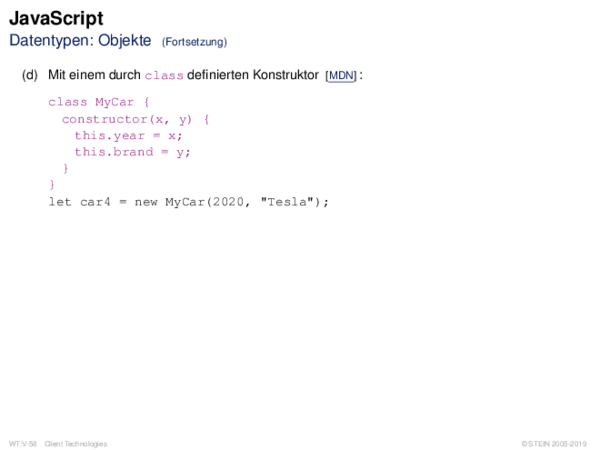 JavaScript
Datentypen: Objekte (Fortsetzung)
(d) Mit einem durch class definierten Konstruktor [MDN]:
class MyCar {
constructor(x, y) {
this.year = x;
this.brand = y;
}
}
let car4 = new MyCar(2020, "Tesla");
WT:V-58 Client Technologies © STEIN 2005-2019